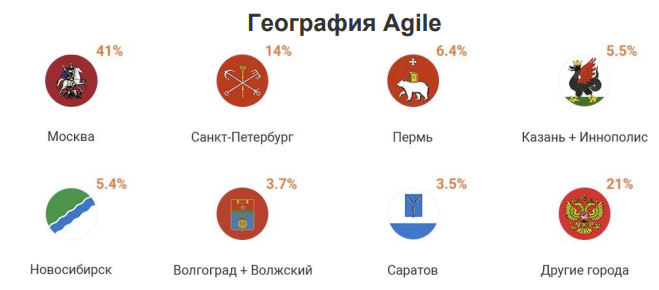 География Agile
41%
14%
6.4%
5.5%
Москва
Санкт-Петербург
Пермь
Казань + Иннополис
5.4%
3.7%
3.5%
21%
Новосибирск
Волгоград + Волжский
Саратов
Другие города